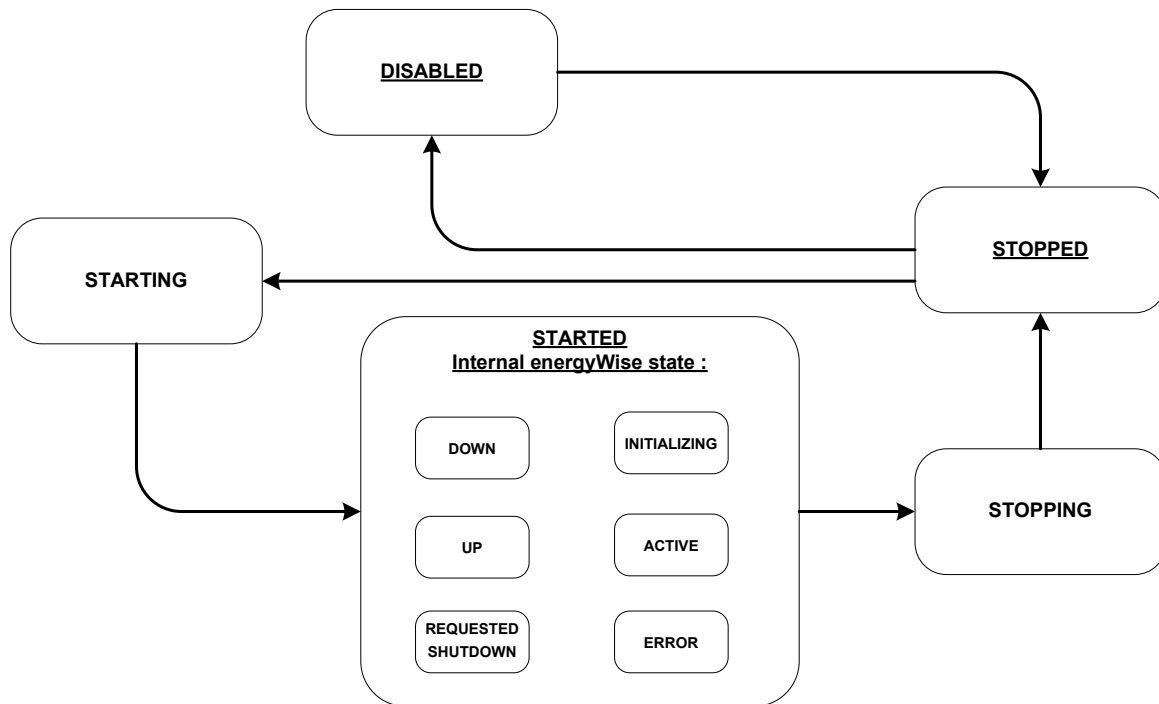 DISABLED
STOPPED
STARTING
STARTED
Internal energyWise state :
DOWN
INITIALIZING
UP
ACTIVE
REQUESTED
SHUTDOWN
ERROR
STOPPING